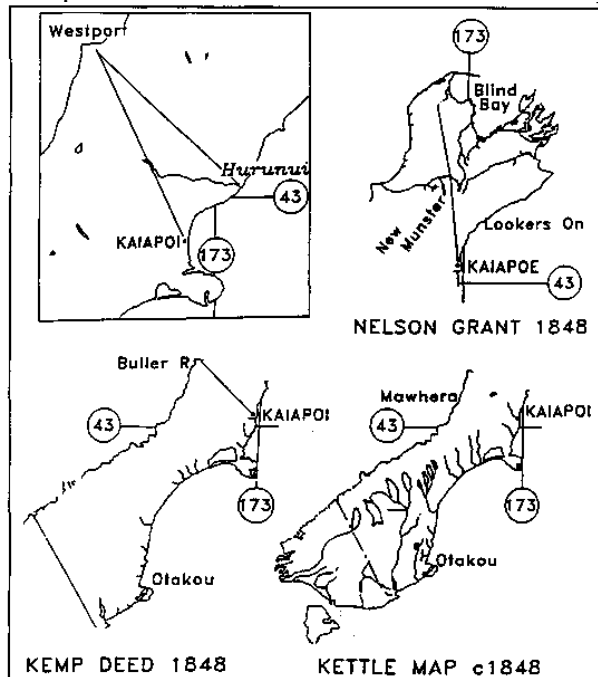 Westport
Hurunui
43
KAIAPOI
173
173
Blind
Bay
New Munster
Lookers On
KAIAPOE
43
NELSON GRANT 1848
Buller R
KAIAPOI
43
173
Otakou
KEMP DEED 1848
Mawhera
KAIAPOI
43
173
Otakou
KETTLE MAP c1848